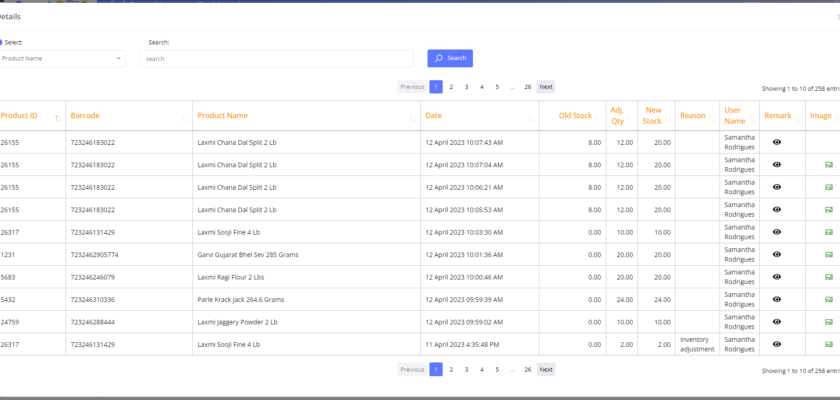 Details
Select:
Search:
Product Name
search
Search
Previous 1 2 3 4 5 ... 26 Next
Showing 1 to 10 of 258 entri
Product ID Barcode Product Name Date Old Stock Adj. Qty New Stock Reason User Name Remark Image
26155 723246183022 Laxmi Chana Dal Split 2 Lb 12 April 2023 10:07:43 AM 8.00 12.00 20.00 Samantha Rodrigues
26155 723246183022 Laxmi Chana Dal Split 2 Lb 12 April 2023 10:07:04 AM 8.00 12.00 20.00 Samantha Rodrigues
26155 723246183022 Laxmi Chana Dal Split 2 Lb 12 April 2023 10:06:21 AM 8.00 12.00 20.00 Samantha Rodrigues
26155 723246183022 Laxmi Chana Dal Split 2 Lb 12 April 2023 10:05:53 AM 8.00 12.00 20.00 Samantha Rodrigues
26317 723246131429 Laxmi Sooji Fine 4 Lb 12 April 2023 10:03:30 AM 0.00 10.00 10.00 Samantha Rodrigues
1231 7232462905774 Garvi Gujarat Bhel Sev 285 Grams 12 April 2023 10:01:36 AM 0.00 20.00 20.00 Samantha Rodrigues
5683 723246246079 Laxmi Ragi Flour 2 Lbs 12 April 2023 10:00:46 AM 0.00 20.00 20.00 Samantha Rodrigues
5432 723246310336 Parle Krack Jack 264.6 Grams 12 April 2023 09:59:39 AM 0.00 24.00 24.00 Samantha Rodrigues
24759 723246288444 Laxmi Jaggery Powder 2 Lb 12 April 2023 09:59:02 AM 0.00 10.00 10.00 Samantha Rodrigues
26317 723246131429 Laxmi Sooji Fine 4 Lb 11 April 2023 4:35:48 PM 0.00 2.00 2.00 Inventory adjustment Samantha Rodrigues
Previous 1 2 3 4 5 ... 26 Next
Showing 1 to 10 of 258 entri